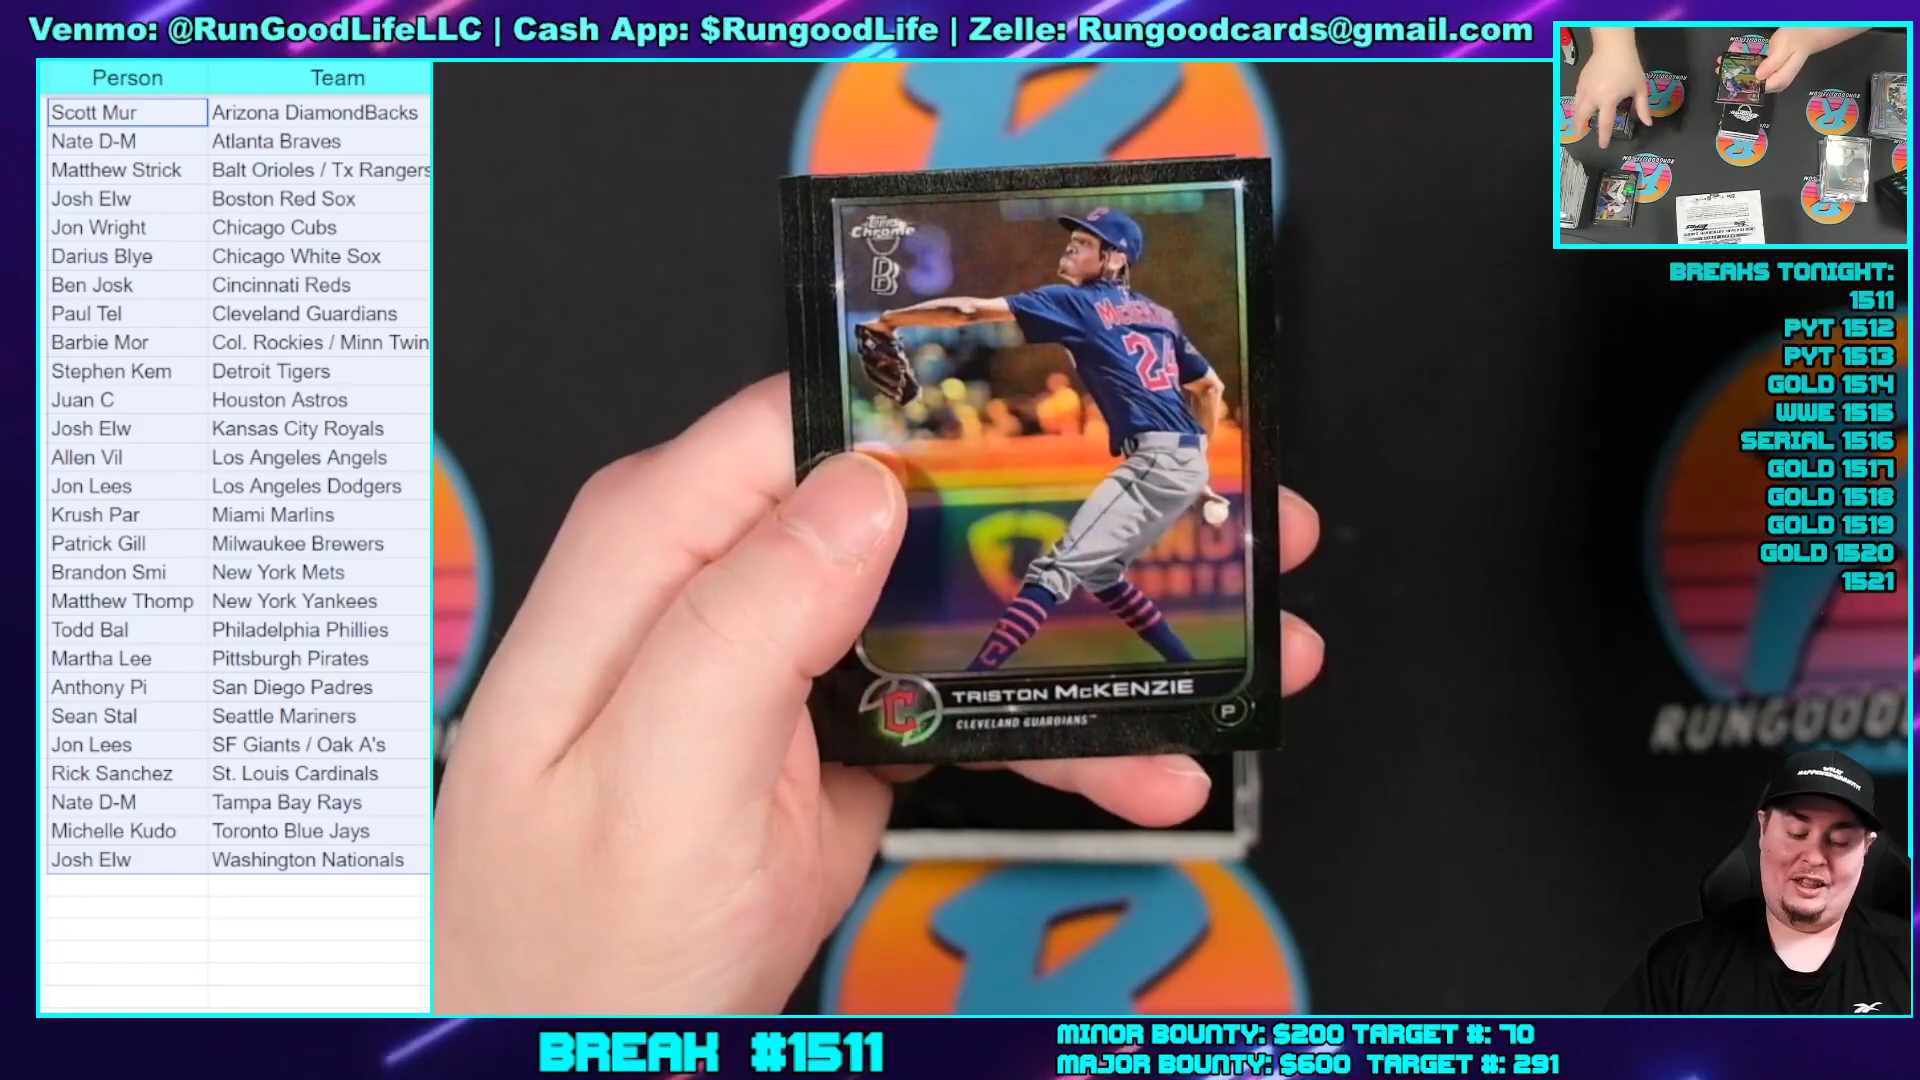 Venmo: @RunGoodLifeLLC | Cash App: $RungoodLife | Zelle: Rungoodcards@gmail.com
Person Team
Scott Mur Arizona DiamondBacks
Nate D-M Atlanta Braves
Matthew Strick Balt Orioles / Tx Rangers
Josh Elw Boston Red Sox
Jon Wright Chicago Cubs
Darius Blye Chicago White Sox
Ben Josk Cincinnati Reds
Paul Tel Cleveland Guardians
Barbie Mor Col. Rockies / Minn Twin
Stephen Kem Detroit Tigers
Juan C Houston Astros
Josh Elw Kansas City Royals
Allen Vil Los Angeles Angels
Jon Lees Los Angeles Dodgers
Krush Par Miami Marlins
Patrick Gill Milwaukee Brewers
Brandon Smi New York Mets
Matthew Thomp New York Yankees
Todd Bal Philadelphia Phillies
Martha Lee Pittsburgh Pirates
Anthony Pi San Diego Padres
Sean Stal Seattle Mariners
Jon Lees SF Giants / Oak A's
Rick Sanchez St. Louis Cardinals
Nate D-M Tampa Bay Rays
Michelle Kudo Toronto Blue Jays
Josh Elw Washington Nationals
Topps
Chrome
24
TRISTON McKENZIE
CLEVELAND GUARDIANS™
P
RUNGOOD
BREAKS TONIGHT:
1511
PYT 1512
PYT 1513
GOLD 1514
WWE 1515
SERIAL 1516
GOLD 1517
GOLD 1518
GOLD 1519
GOLD 1520
1521
BREAK #1511
MINOR BOUNTY: $200 TARGET #: 70
MAJOR BOUNTY: $600 TARGET #: 291